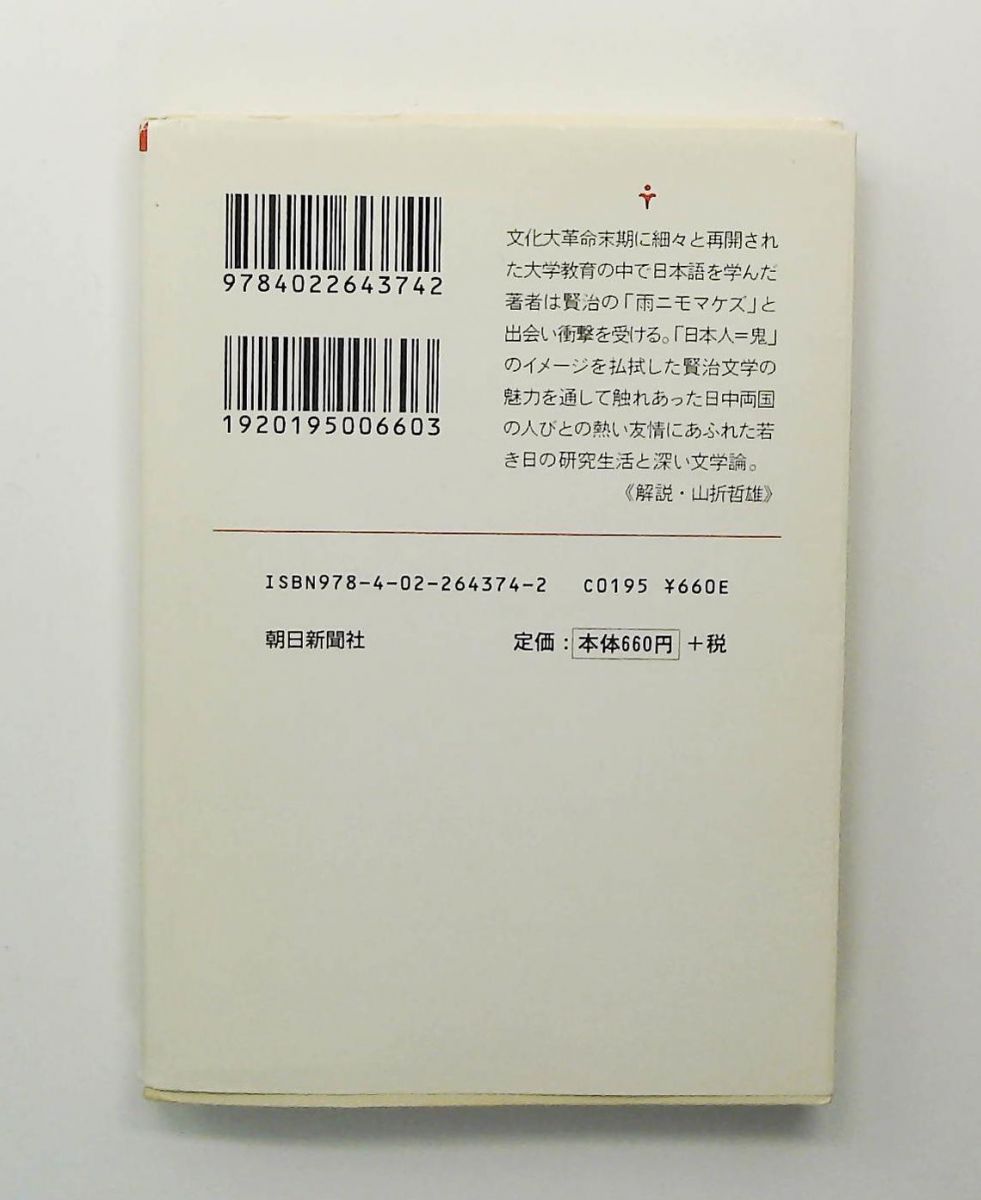 9784022643742
1920195006603
文化大革命末期に細々と再開され
た大学教育の中で日本語を学んだ
著者は賢治の「雨ニモマケズ」と
出会い衝撃を受ける。「日本人=鬼」
のイメージを払拭した賢治文学の
魅力を通して触れあった日中両国
の人びとの熱い友情にあふれた若
き日の研究生活と深い文学論。
《解説・山折哲雄》
ISBN978-4-02-264374-2 C0195 ¥660E
朝日新聞社 定価:本体660円+税